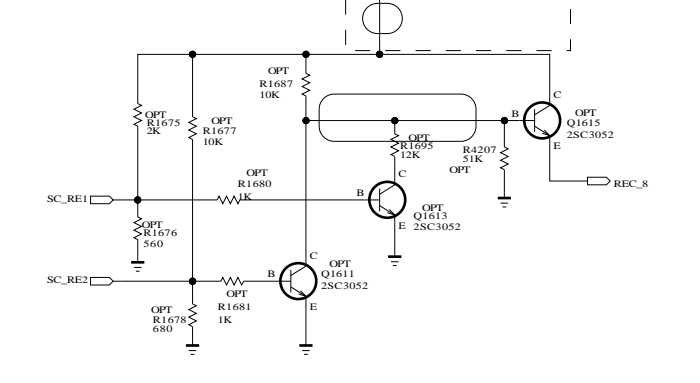 OPT
R1687
10K
C
OPT
R1675
2K
OPT
R1677
10K
B
OPT
Q1615
2SC3052
OPT
R1695
12K
E
R4207
51K
OPT
C
OPT
R1680
1K
REC_8
SC_RE1
B
OPT
Q1613
2SC3052
E
OPT
R1676
560
C
OPT
Q1611
2SC3052
SC_RE2
B
OPT
R1681
1K
E
OPT
R1678
680